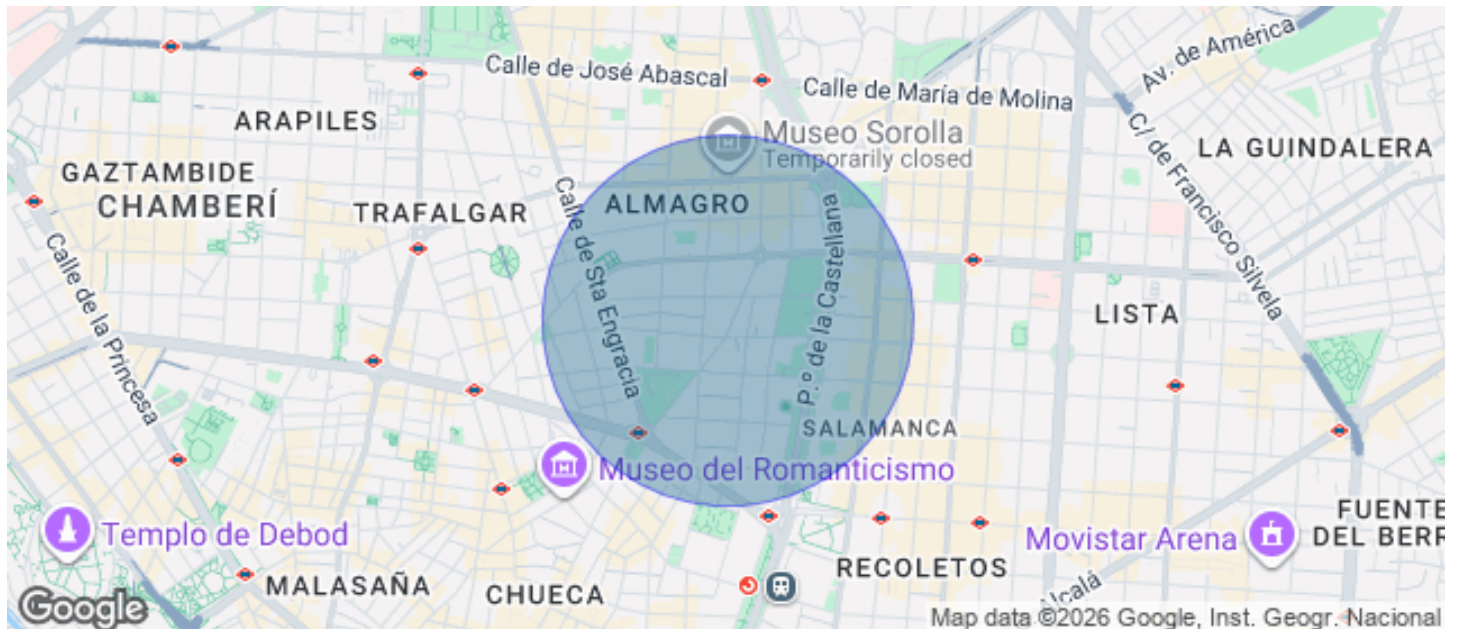 Calle de José Abascal
Av. de América
Calle de María de Molina
ARAPILES
Museo Sorolla
Temporarily closed
C/ de Francisco Silvela
LA GUINDALERA
GAZTAMBIDE
CHAMBERÍ
TRAFALGAR
ALMAGRO
Calle de Sta Engracia
P.º de la Castellana
Calle de la Princesa
LISTA
SALAMANCA
Museo del Romanticismo
Templo de Debod
Movistar Arena
FUENTE
DEL BERR
RECOLETOS
MALASAÑA
CHUECA
Alcalá
Google
Map data ©2026 Google, Inst. Geogr. Nacional